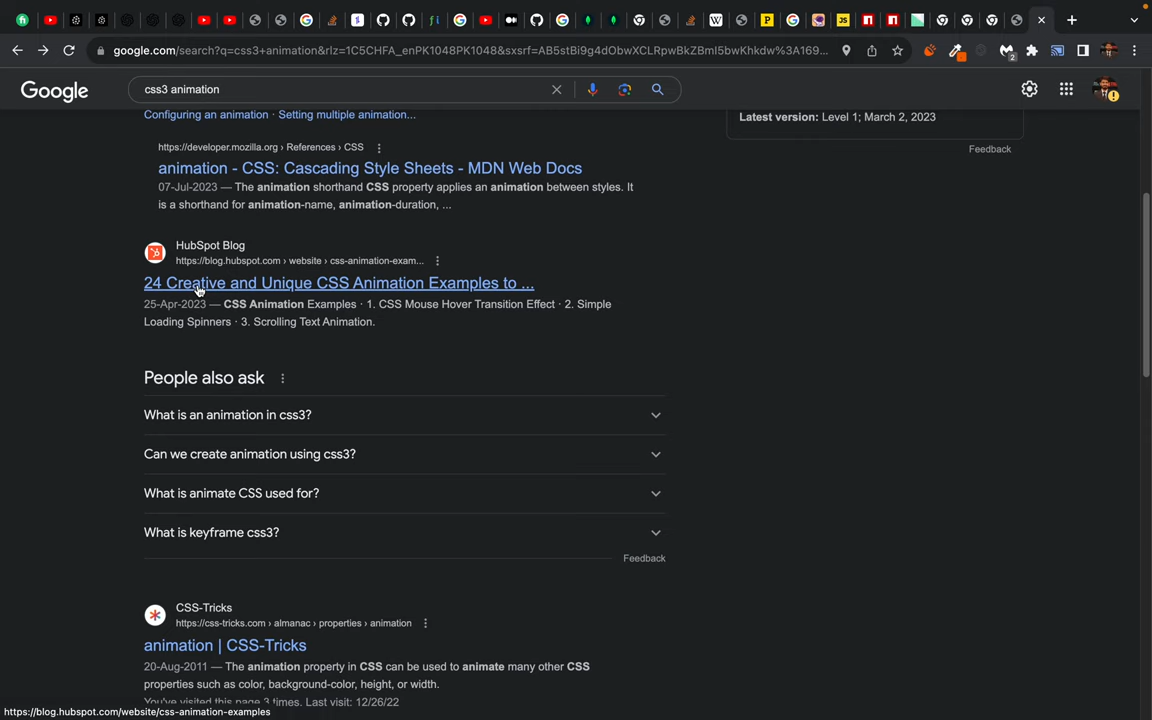 google.com/search?q=css3+animation&rlz=1C5CHFA_enPK1048PK1048&sxsrf=AB5stBi9g4dObwXCLRpwBkZBmI5bwKhkdw%3A169...
2
Google
css3 animation
Configuring an animation · Setting multiple animation...
Latest version: Level 1; March 2, 2023
Feedback
https://developer.mozilla.org › References › CSS
animation - CSS: Cascading Style Sheets - MDN Web Docs
07-Jul-2023 — The animation shorthand CSS property applies an animation between styles. It
is a shorthand for animation-name, animation-duration, ...
HubSpot Blog
https://blog.hubspot.com › website › css-animation-exam...
24 Creative and Unique CSS Animation Examples to ...
25-Apr-2023 — CSS Animation Examples · 1. CSS Mouse Hover Transition Effect · 2. Simple
Loading Spinners · 3. Scrolling Text Animation.
People also ask
What is an animation in css3?
Can we create animation using css3?
What is animate CSS used for?
What is keyframe css3?
Feedback
CSS-Tricks
https://css-tricks.com › almanac › properties › animation
animation | CSS-Tricks
20-Aug-2011 — The animation property in CSS can be used to animate many other CSS
properties such as color, background-color, height, or width.
You've visited this page 3 times. Last visit: 12/26/22
https://blog.hubspot.com/website/css-animation-examples